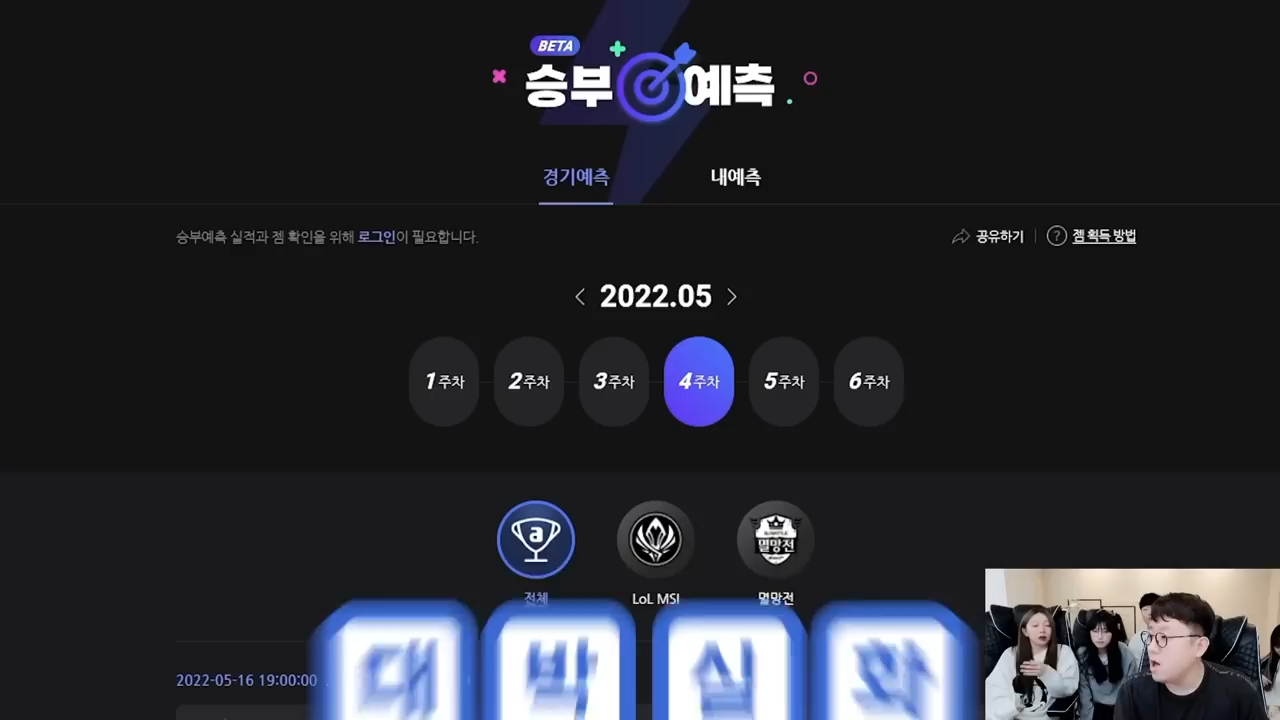 BETA
승부예측
경기예측 내예측
승부예측 실적과 젬 확인을 위해 로그인이 필요합니다.
공유하기 ? 젬 획득 방법
2022.05
1주차 2주차 3주차 4주차 5주차 6주차
a
멸망전
전체 LoL MSI 멸망전
2022-05-16 19:00:00
대박실화